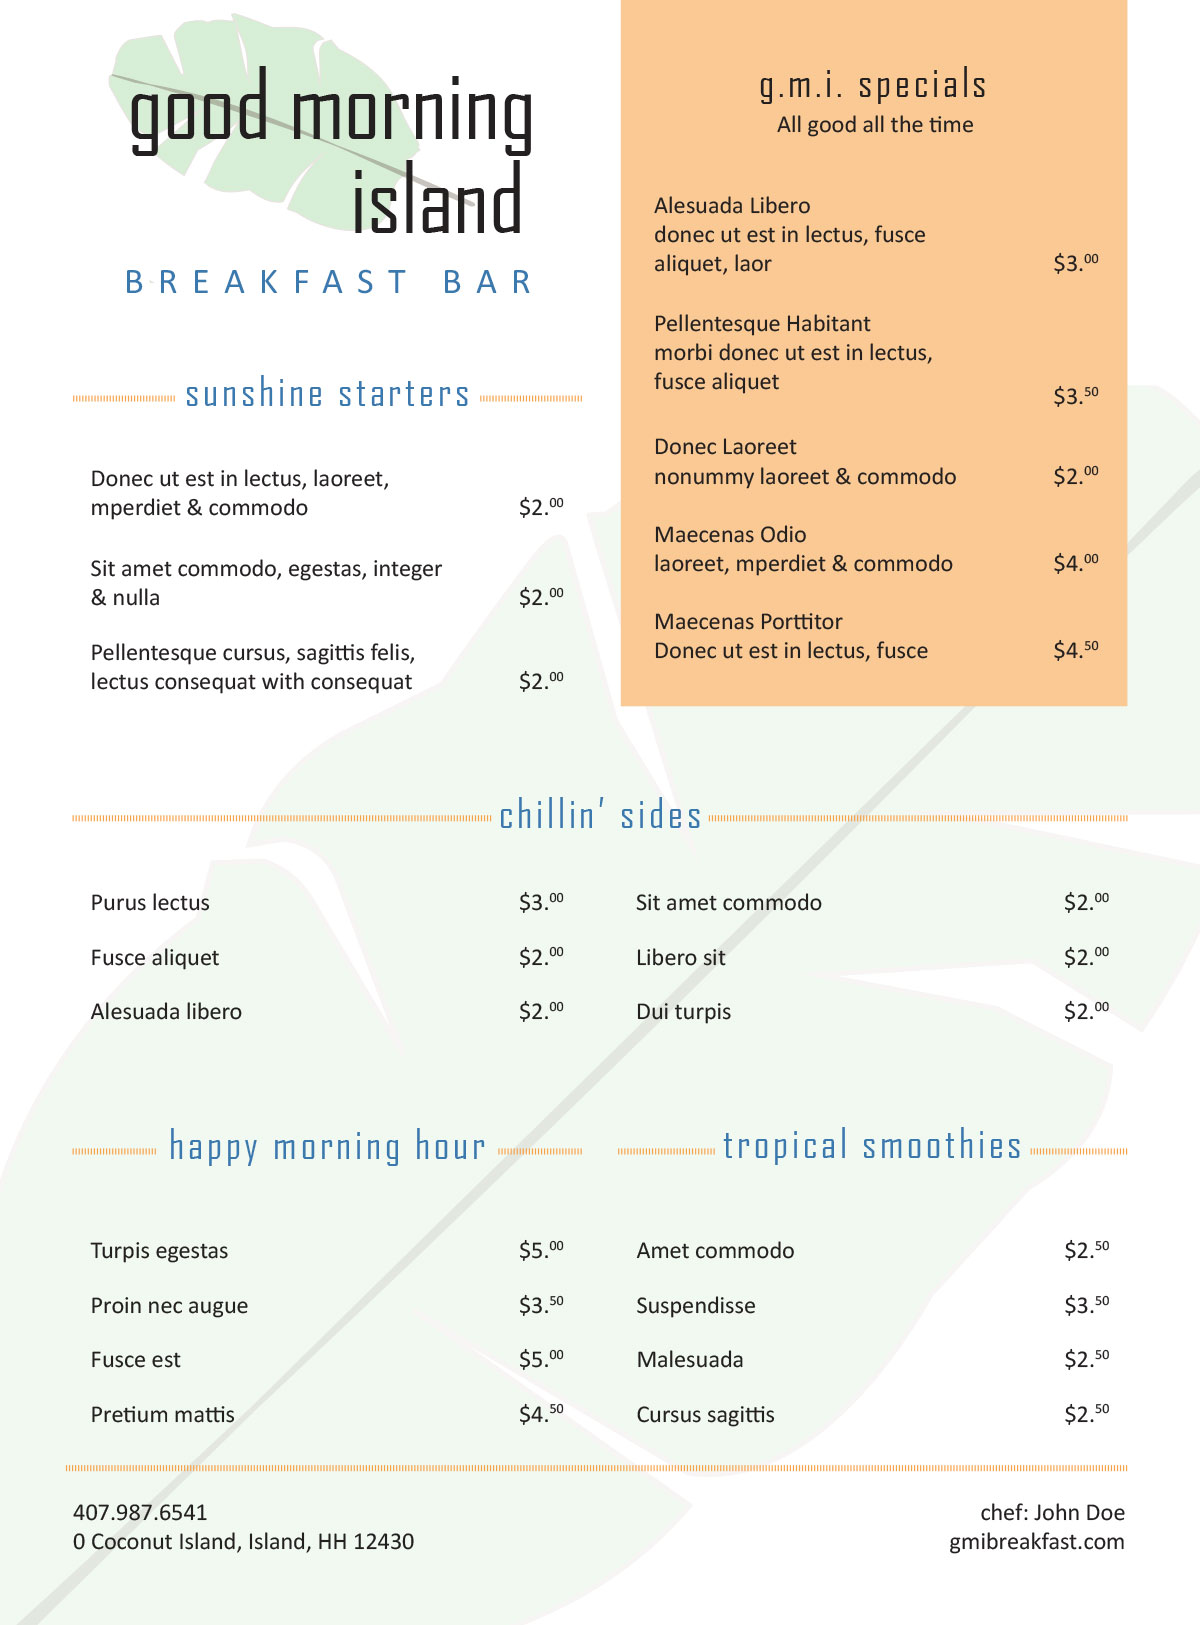 good morning
island
BREAKFAST BAR
g.m.i. specials
All good all the time
Alesuada Libero
donec ut est in lectus, fusce
aliquet, laor $3.00
Pellentesque Habitant
morbi donec ut est in lectus,
fusce aliquet
$3.50
Donec Laoreet
nonummy laoreet & commodo $2.00
Maecenas Odio
laoreet, mperdiet & commodo $4.00
Maecenas Porttitor
Donec ut est in lectus, fusce $4.50
sunshine starters
Donec ut est in lectus, laoreet,
mperdiet & commodo $2.00
Sit amet commodo, egestas, integer
& nulla $2.00
Pellentesque cursus, sagittis felis,
lectus consequat with consequat $2.00
chillin' sides
Purus lectus $3.00
Fusce aliquet $2.00
Alesuada libero $2.00
Sit amet commodo $2.00
Libero sit $2.00
Dui turpis $2.00
happy morning hour
Turpis egestas $5.00
Proin nec augue $3.50
Fusce est $5.00
Pretium mattis $4.50
tropical smoothies
Amet commodo $2.50
Suspendisse $3.50
Malesuada $2.50
Cursus sagittis $2.50
407.987.6541
0 Coconut Island, Island, HH 12430
chef: John Doe
gmibreakfast.com